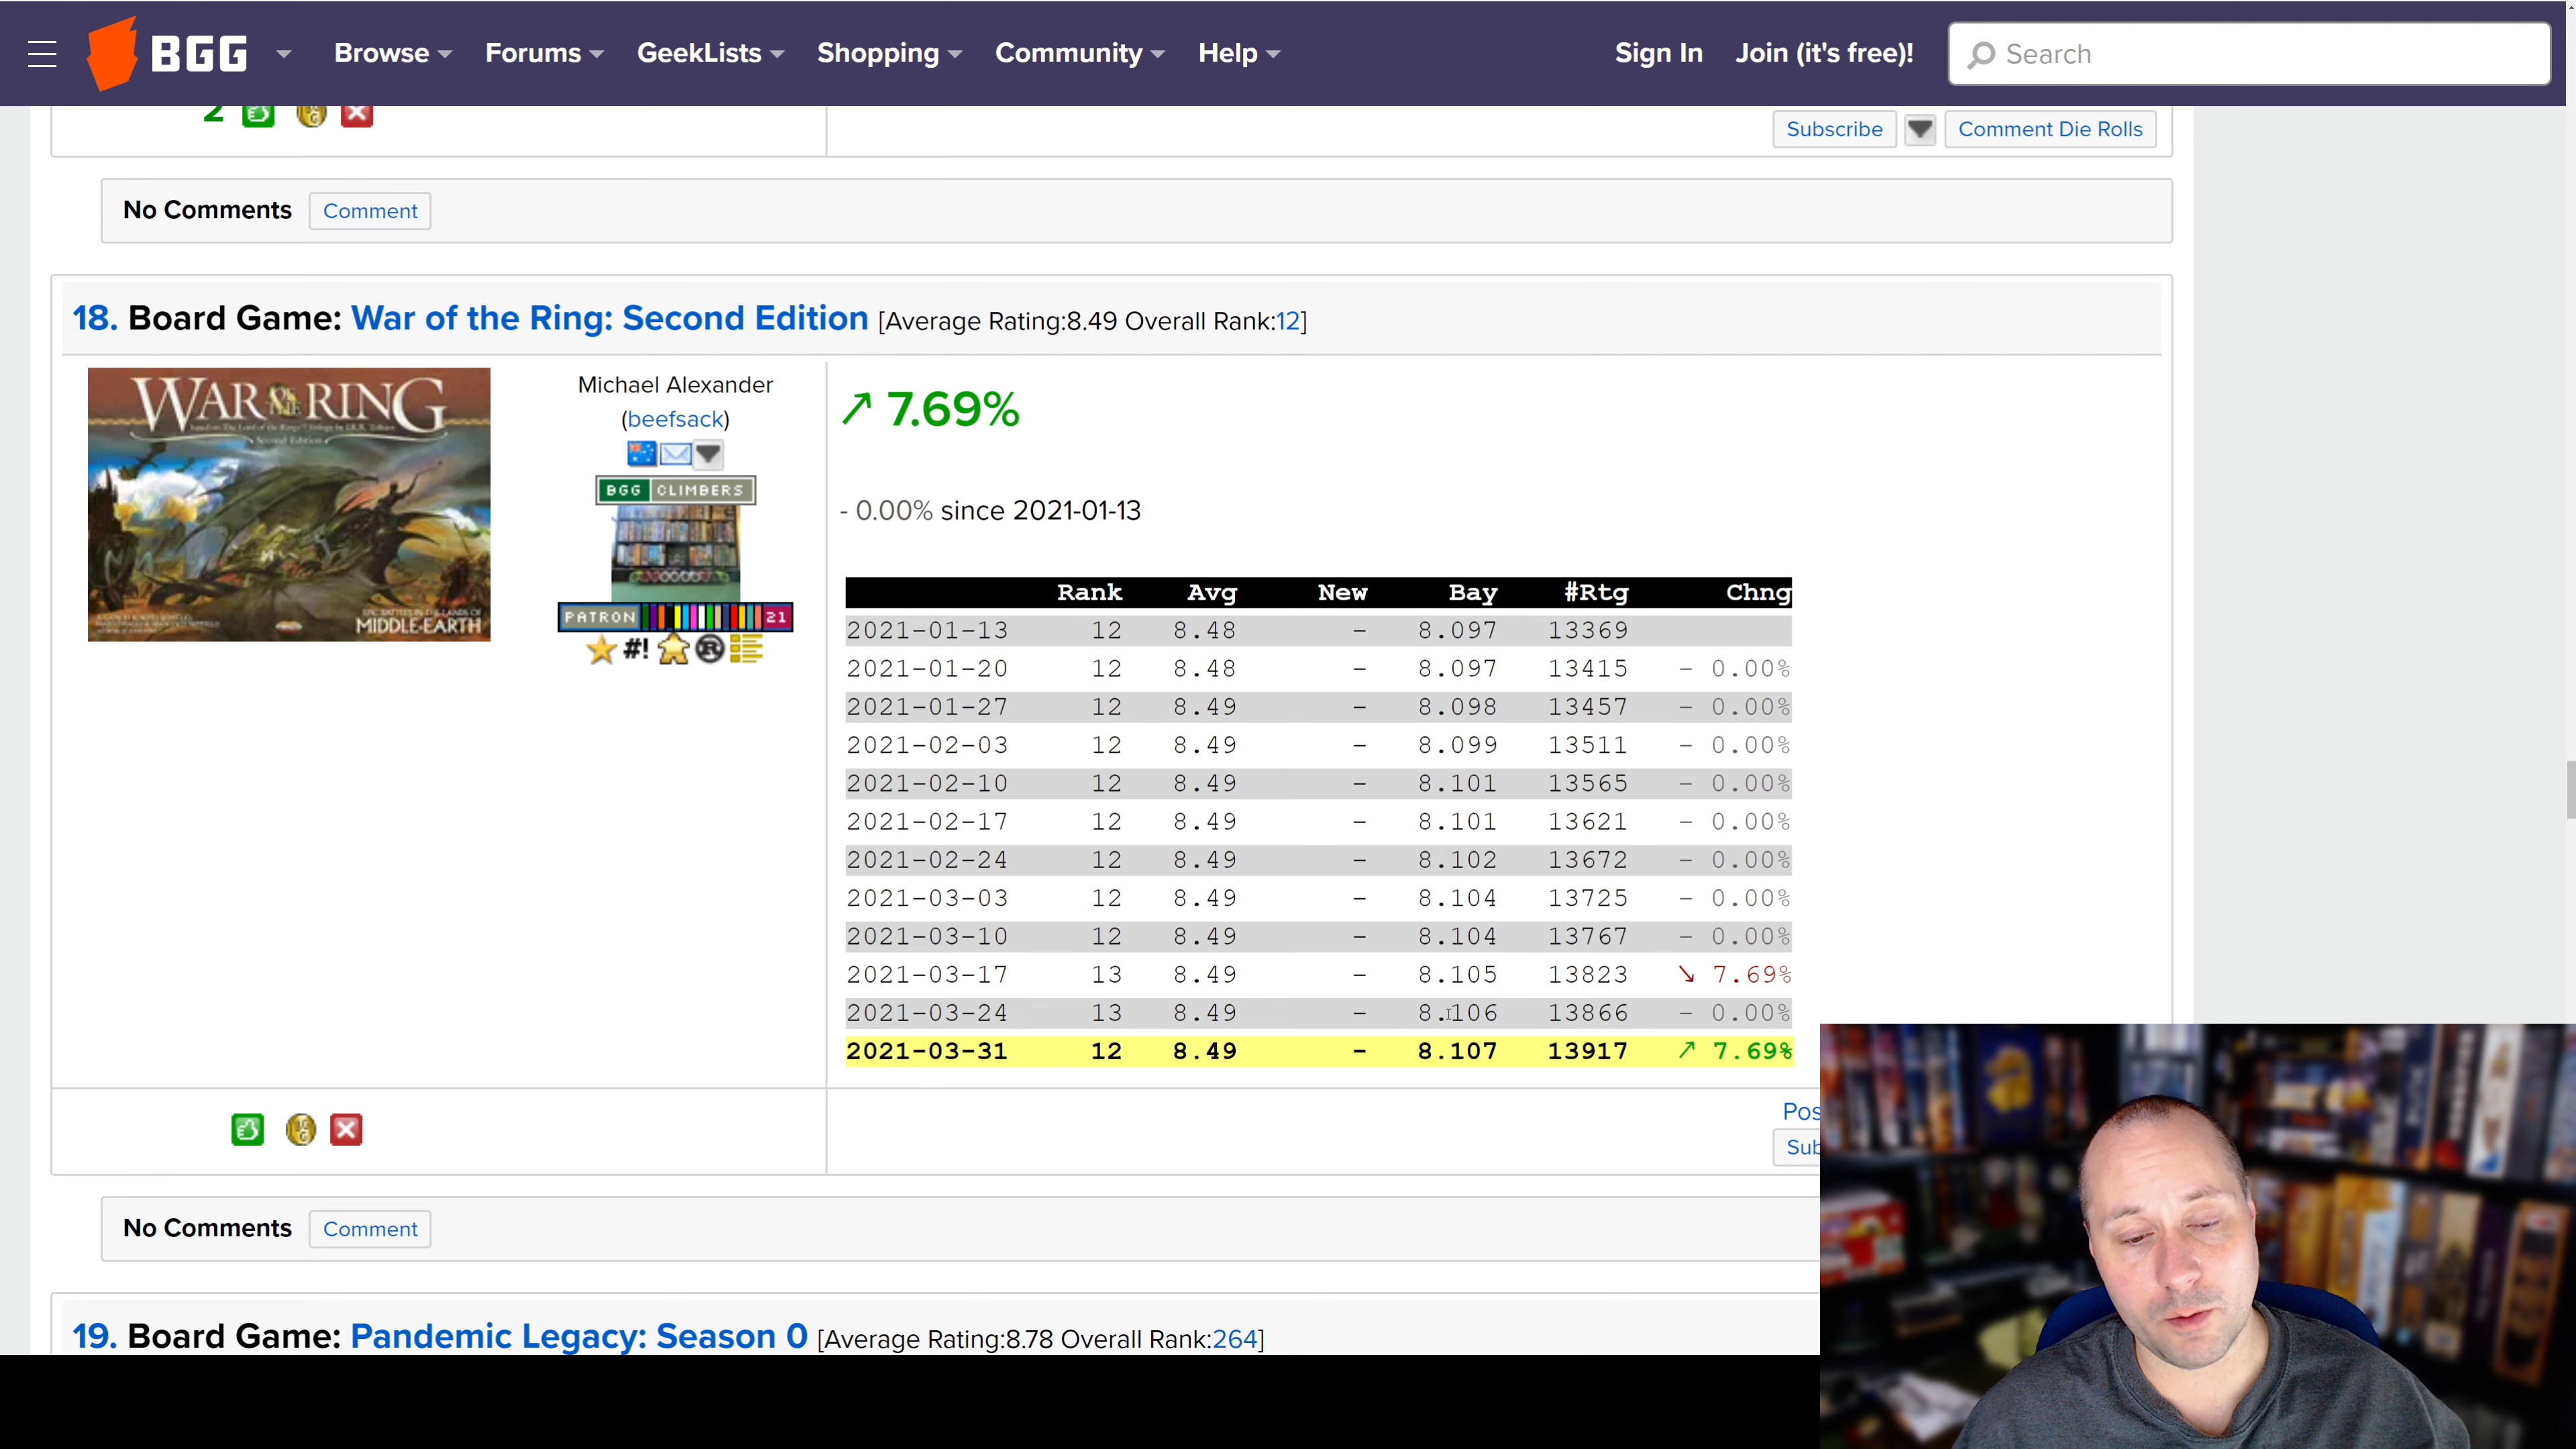 BGG Browse Forums GeekLists Shopping Community Help Sign In Join (it's free)! Search
2
Subscribe Comment Die Rolls
No Comments Comment
18. Board Game: War of the Ring: Second Edition [Average Rating:8.49 Overall Rank:12]
WAR OF THE RING
Second Edition
MIDDLE-EARTH
Michael Alexander
(beefsack)
BGG CLIMBERS
PATRON 21
#!
↗ 7.69%
- 0.00% since 2021-01-13
Rank Avg New Bay #Rtg Chng
2021-01-13 12 8.48 - 8.097 13369
2021-01-20 12 8.48 - 8.097 13415 - 0.00%
2021-01-27 12 8.49 - 8.098 13457 - 0.00%
2021-02-03 12 8.49 - 8.099 13511 - 0.00%
2021-02-10 12 8.49 - 8.101 13565 - 0.00%
2021-02-17 12 8.49 - 8.101 13621 - 0.00%
2021-02-24 12 8.49 - 8.102 13672 - 0.00%
2021-03-03 12 8.49 - 8.104 13725 - 0.00%
2021-03-10 12 8.49 - 8.104 13767 - 0.00%
2021-03-17 13 8.49 - 8.105 13823 ↘ 7.69%
2021-03-24 13 8.49 - 8.106 13866 - 0.00%
2021-03-31 12 8.49 - 8.107 13917 ↗ 7.69%
Pos
Sub
No Comments Comment
19. Board Game: Pandemic Legacy: Season 0 [Average Rating:8.78 Overall Rank:264]